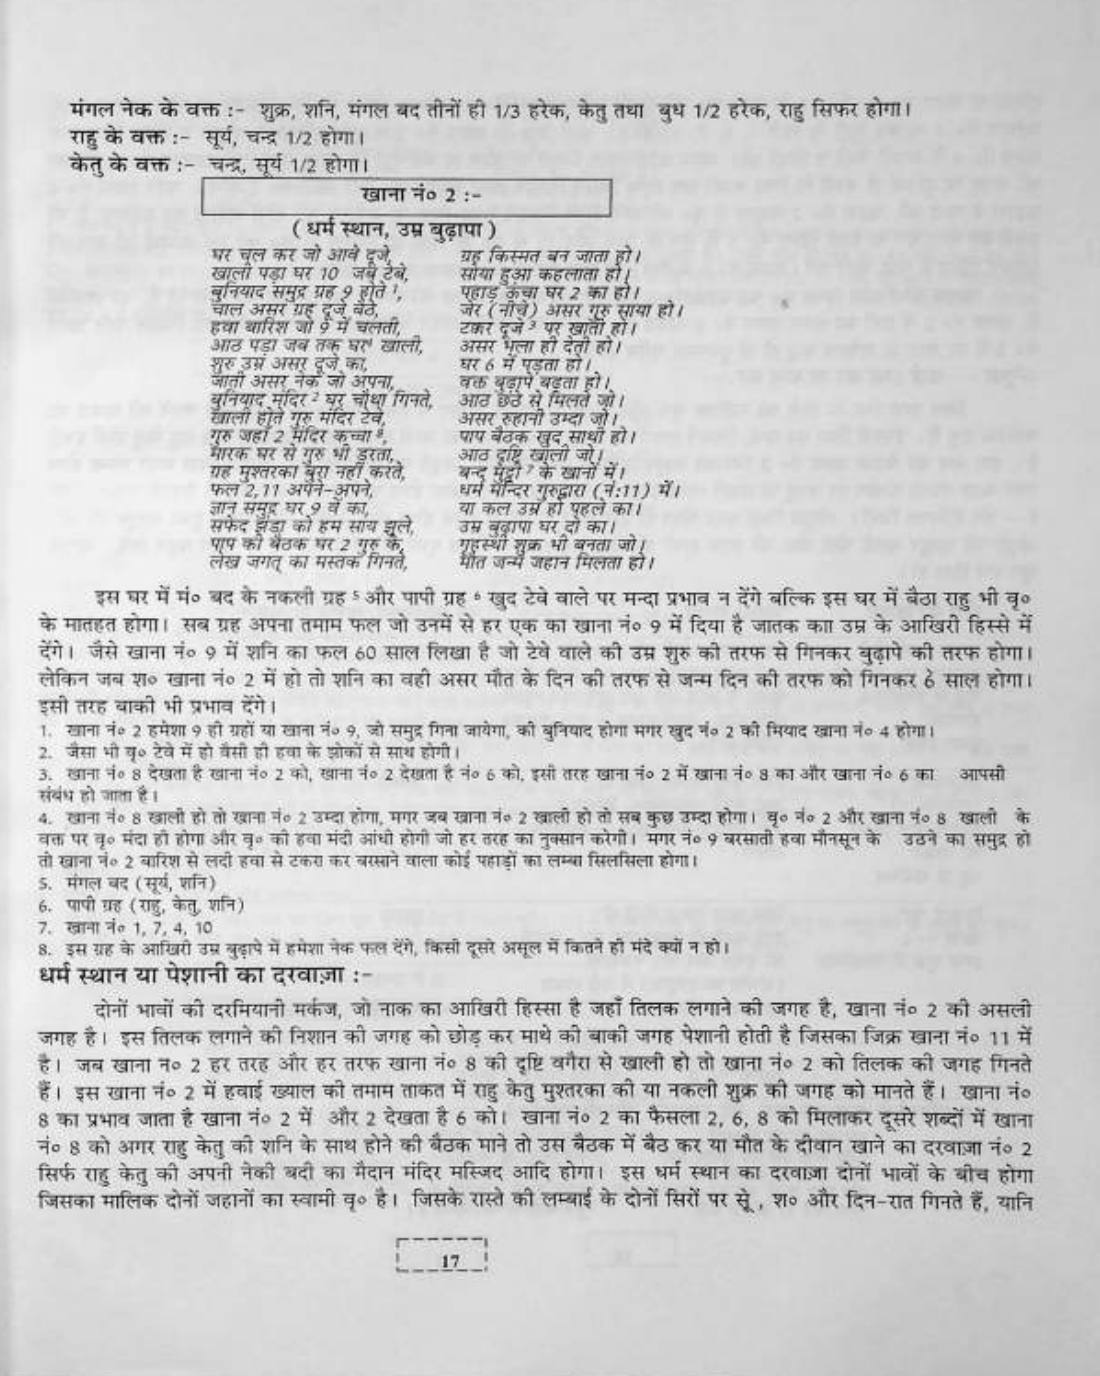 मंगल नेक के वक्त :- शुक्र, शनि, मंगल बद तीनों ही 1/3 हरेक, केतु तथा बुध 1/2 हरेक, राहु सिफर होगा।
राहु के वक्त :- सूर्य, चन्द्र 1/2 होगा।
केतु के वक्त :- चन्द्र, सूर्य 1/2 होगा।
खाना नं० 2 :-
( धर्म स्थान, उम्र बुढ़ापा )
घर चल कर जो आवे दूजे, ग्रह किस्मत बन जाता हो।
खाली पड़ा घर 10 जब टेवे, सोया हुआ कहलाता हो।
बुनियाद समुद्र ग्रह 9 होते ¹, पहाड़ ऊंचा घर 2 का हो।
चाल असर ग्रह दूजे बैठे, जेर (नीचे) असर गुरु साया हो।
हवा बारिश जो 9 में चलती, टक्कर दूजे ³ पर खाती हो।
आठ पड़ा जब तक घर⁴ खाली, असर भला ही देती हो।
शुरु उम्र असर दूजे का, घर 6 में पड़ता हो।
जाती असर नेक जो अपना, वक्त बुढ़ापे बढ़ता हो।
बुनियाद मंदिर ² घर चौथा गिनते, आठ छठे से मिलते जो।
खाली होते गुरु मंदिर टेवे, असर रुहानी उम्दा जो।
गुरु जहाँ 2 मंदिर कच्चा ⁸, पाप बैठक खुद साथी हो।
मारक घर से गुरु भी डरता, आठ दृष्टि खाली जो।
ग्रह मुश्तरका बुरा नहीं करते, बन्द मुट्ठी ⁷ के खानों में।
फल 2,11 अपने-अपने, धर्म मन्दिर गुरुद्वारा (नं:11) में।
ज्ञान समुद्र घर 9 वे का, या कल उम्र हो पहले का।
सफेद झंडा को हम साय झूले, उम्र बुढ़ापा घर दो का।
पाप की बैठक घर 2 गुरु के, गृहस्थी शुक्र भी बनता जो।
लेख जगत् का मस्तक गिनते, मौत जन्म जहान मिलता हो।
इस घर में मं० बद के नकली ग्रह ⁵ और पापी ग्रह ⁶ खुद टेवे वाले पर मन्दा प्रभाव न देंगे बल्कि इस घर में बैठा राहु भी वृ०
के मातहत होगा। सब ग्रह अपना तमाम फल जो उनमें से हर एक का खाना नं० 9 में दिया है जातक काा उम्र के आखिरी हिस्से में
देंगे। जैसे खाना नं० 9 में शनि का फल 60 साल लिखा है जो टेवे वाले की उम्र शुरु की तरफ से गिनकर बुढ़ापे की तरफ होगा।
लेकिन जब श० खाना नं० 2 में हो तो शनि का वही असर मौत के दिन की तरफ से जन्म दिन की तरफ को गिनकर 6 साल होगा।
इसी तरह बाकी भी प्रभाव देंगे।
1. खाना नं० 2 हमेशा 9 ही ग्रहों या खाना नं० 9, जो समुद्र गिना जायेगा, की बुनियाद होगा मगर खुद नं० 2 की मियाद खाना नं० 4 होगा।
2. जैसा भी वृ० टेवे में हो वैसी ही हवा के झोकों से साथ होगी।
3. खाना नं० 8 देखता है खाना नं० 2 को, खाना नं० 2 देखता है नं० 6 को, इसी तरह खाना नं० 2 में खाना नं० 8 का और खाना नं० 6 का आपसी
संबंध हो जाता है।
4. खाना नं० 8 खाली हो तो खाना नं० 2 उम्दा होगा, मगर जब खाना नं० 2 खाली हो तो सब कुछ उम्दा होगा। वृ० नं० 2 और खाना नं० 8 खाली के
वक्त पर वृ० मंदा ही होगा और वृ० की हवा मंदी आंधी होगी जो हर तरह का नुक्सान करेगी। मगर नं० 9 बरसाती हवा मौनसून के उठने का समुद्र हो
तो खाना नं० 2 बारिश से लदी हवा से टकरा कर बरसाने वाला कोई पहाड़ों का लम्बा सिलसिला होगा।
5. मंगल बद (सूर्य, शनि)
6. पापी ग्रह (राहु, केतु, शनि)
7. खाना नं० 1, 7, 4, 10
8. इस ग्रह के आखिरी उम्र बुढ़ापे में हमेशा नेक फल देंगे, किसी दूसरे असूल में कितने ही मंदे क्यों न हो।
धर्म स्थान या पेशानी का दरवाज़ा :-
दोनों भावों की दरमियानी मर्कज, जो नाक का आखिरी हिस्सा है जहाँ तिलक लगाने की जगह है, खाना नं० 2 की असली
जगह है। इस तिलक लगाने की निशान की जगह को छोड़ कर माथे की बाकी जगह पेशानी होती है जिसका जिक्र खाना नं० 11 में
है। जब खाना न० 2 हर तरह और हर तरफ खाना नं० 8 की दृष्टि वगैरा से खाली हो तो खाना नं० 2 को तिलक की जगह गिनते
हैं। इस खाना नं० 2 में हवाई ख्याल की तमाम ताकत में राहु केतु मुश्तरका की या नकली शुक्र की जगह को मानते हैं। खाना नं०
8 का प्रभाव जाता है खाना नं० 2 में और 2 देखता है 6 को। खाना नं० 2 का फैसला 2, 6, 8 को मिलाकर दूसरे शब्दों में खाना
नं० 8 को अगर राहु केतु की शनि के साथ होने की बैठक माने तो उस बैठक में बैठ कर या मौत के दीवान खाने का दरवाज़ा नं० 2
सिर्फ राहु केतु की अपनी नेकी बदी का मैदान मंदिर मस्जिद आदि होगा। इस धर्म स्थान का दरवाज़ा दोनों भावों के बीच होगा
जिसका मालिक दोनों जहानों का स्वामी वृ० है। जिसके रास्ते की लम्बाई के दोनों सिरों पर सू०, श० और दिन-रात गिनते हैं, यानि
17